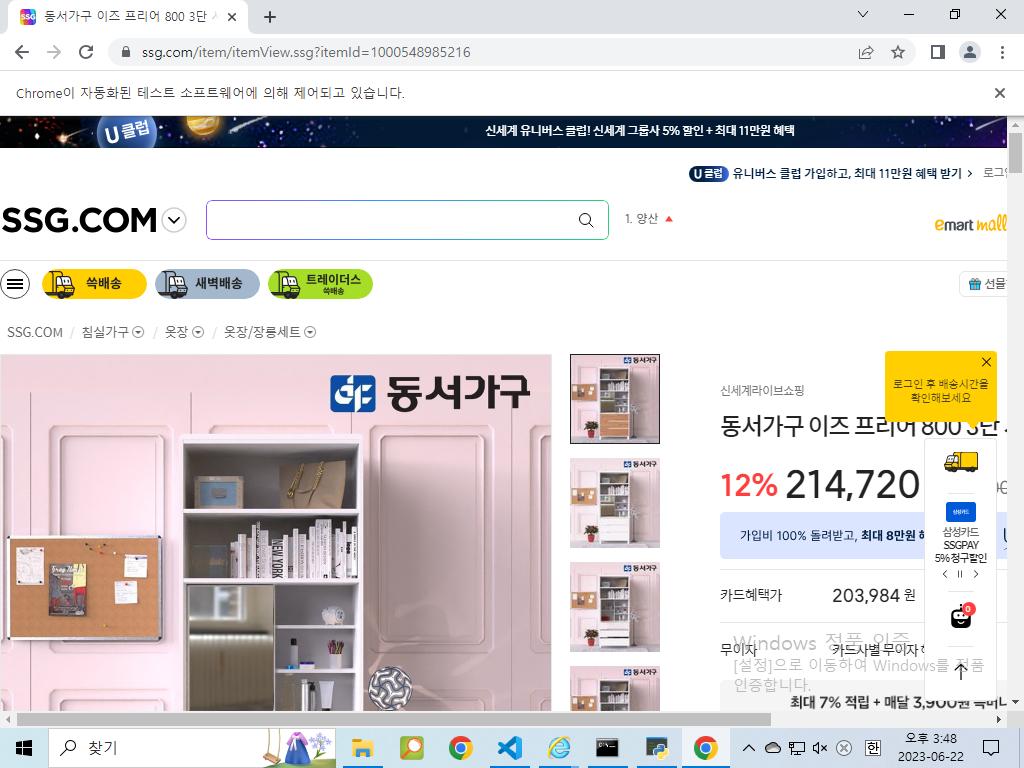 동서가구 이즈 프리어 800 3단
Chrome이 자동화된 테스트 소프트웨어에 의해 제어되고 있습니다.
ssg.com/item/itemView.ssg?itemId=1000548985216
U 클럽
신세계 유니버스 클럽! 신세계 그룹사 5% 할인 + 최대 11만원 혜택
U 클럽 유니버스 클럽 가입하고, 최대 11만원 혜택 받기
SSG.COM
1. 양산
emart mall
쓱배송
새벽배송
트레이더스
쓱배송
선물
SSG.COM / 침실가구 / 옷장 / 옷장/장롱세트
동서가구
신세계라이브쇼핑
로그인 후 배송시간을
확인해보세요
동서가구 이즈 프리어 800 3단
12% 214,720
가입비 100% 돌려받고, 최대 8만원
삼성카드
삼성카드
SSGPAY
5% 청구할인
카드혜택가 203,984 원
0
무이자 카드사별 무이자
Windows 정품 인증
[설정]으로 이동하여 Windows를 정품
인증합니다.
최대 7% 적립 + 매달 3,900원
NEW YORK
찾기
한
오후 3:48
2023-06-22